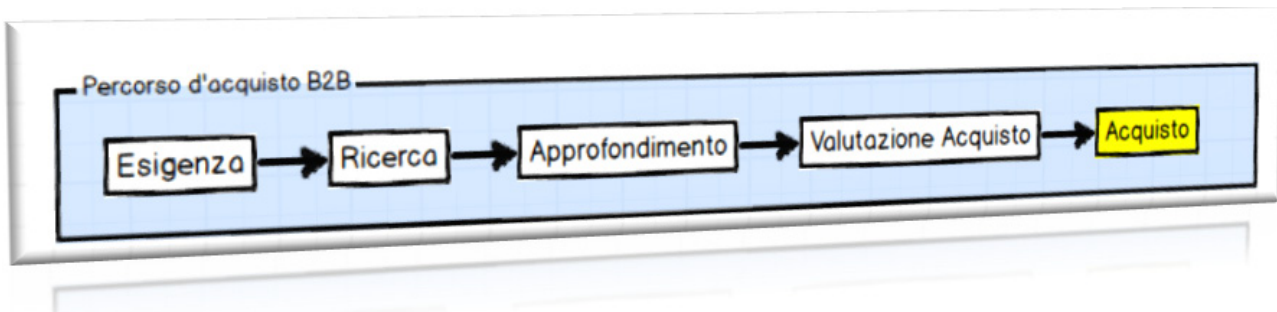 Percorso d'acquisto B2B
Esigenza
Ricerca
Approfondimento
Valutazione Acquisto
Acquisto